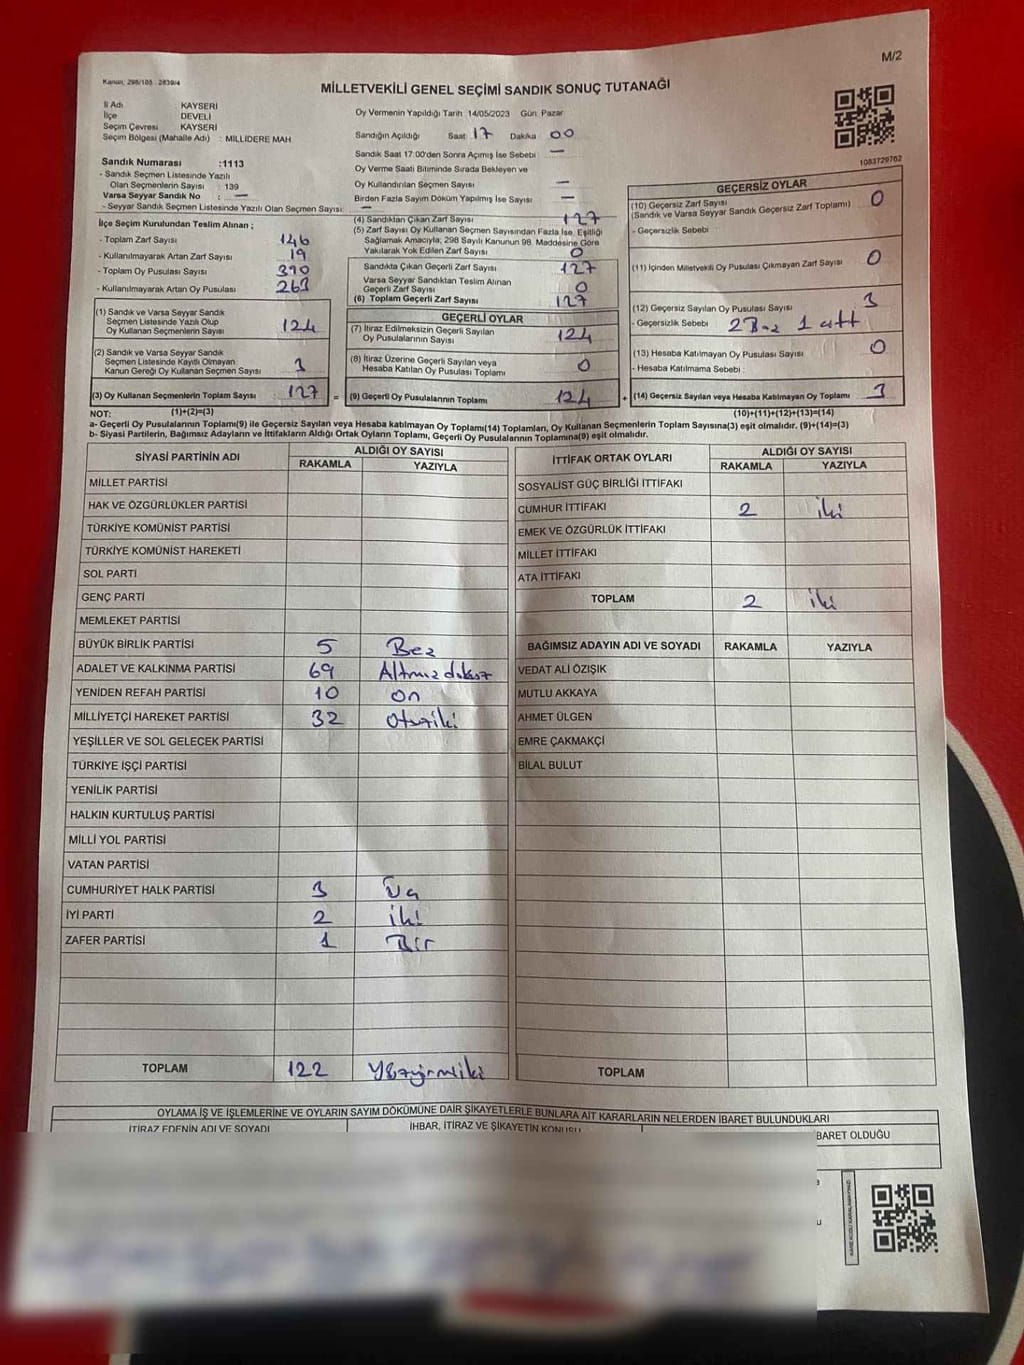 M/2
Kanun; 298/105 - 2839/4
MİLLETVEKİLİ GENEL SEÇİMİ SANDIK SONUÇ TUTANAĞI
İl Adı : KAYSERİ
İlçe : DEVELİ
Seçim Çevresi : KAYSERİ
Seçim Bölgesi (Mahalle Adı) : MİLLİDERE MAH
Sandık Numarası :1113
- Sandık Seçmen Listesinde Yazılı
Olan Seçmenlerin Sayısı : 139
Varsa Seyyar Sandık No : —
- Seyyar Sandık Seçmen Listesinde Yazılı Olan Seçmen Sayısı: —
İlçe Seçim Kurulundan Teslim Alınan ;
- Toplam Zarf Sayısı 146
- Kullanılmayarak Artan Zarf Sayısı 19
- Toplam Oy Pusulası Sayısı 390
- Kullanılmayarak Artan Oy Pusulası 263
(1) Sandık ve Varsa Seyyar Sandık
Seçmen Listesinde Yazılı Olup
Oy Kullanan Seçmenlerin Sayısı 124
(2) Sandık ve Varsa Seyyar Sandık
Seçmen Listesinde Kayıtlı Olmayan
Kanun Gereği Oy Kullanan Seçmen Sayısı 3
(3) Oy Kullanan Seçmenlerin Toplam Sayısı 127 =
Oy Vermenin Yapıldığı Tarih 14/05/2023 Gün: Pazar
Sandığın Açıldığı Saat 17 Dakika 00
Sandık Saat 17:00'den Sonra Açımış İse Sebebi —
Oy Verme Saati Bitiminde Sırada Bekleyen ve
Oy Kullandırılan Seçmen Sayısı —
Birden Fazla Sayım Döküm Yapılmış İse Sayısı —
(4) Sandıktan Çıkan Zarf Sayısı 127
(5) Zarf Sayısı Oy Kullanan Seçmen Sayısından Fazla İse, Eşitliği
Sağlamak Amacıyla; 298 Sayılı Kanunun 98. Maddesine Göre
Yakılarak Yok Edilen Zarf Sayısı 0
Sandıkta Çıkan Geçerli Zarf Sayısı 127
Varsa Seyyar Sandıktan Teslim Alınan
Geçerli Zarf Sayısı 0
(6) Toplam Geçerli Zarf Sayısı 127
GEÇERLİ OYLAR
(7) İtiraz Edilmeksizin Geçerli Sayılan
Oy Pusulalarının Sayısı 124
(8) İtiraz Üzerine Geçerli Sayılan veya
Hesaba Katılan Oy Pusulası Toplamı 0
(9) Geçerli Oy Pusulalarının Toplamı 124 +
1083729762
GEÇERSİZ OYLAR
(10) Geçersiz Zarf Sayısı 0
(Sandık ve Varsa Seyyar Sandık Geçersiz Zarf Toplamı)
- Geçersizlik Sebebi
(11) İçinden Milletvekili Oy Pusulası Çıkmayan Zarf Sayısı 0
(12) Geçersiz Sayılan Oy Pusulası Sayısı 3
- Geçersizlik Sebebi 2 Boz 1 att
(13) Hesaba Katılmayan Oy Pusulası Sayısı 0
- Hesaba Katılmama Sebebi :
(14) Geçersiz Sayılan veya Hesaba Katılmayan Oy Toplamı 3
NOT: (1)+(2)=(3) (10)+(11)+(12)+(13)=(14)
a- Geçerli Oy Pusulalarının Toplamı(9) ile Geçersiz Sayılan veya Hesaba katılmayan Oy Toplamı(14) Toplamları, Oy Kullanan Seçmenlerin Toplam Sayısına(3) eşit olmalıdır. (9)+(14)=(3)
b- Siyasi Partilerin, Bağımsız Adayların ve İttifakların Aldığı Ortak Oyların Toplamı, Geçerli Oy Pusulalarının Toplamına(9) eşit olmalıdır.
SİYASİ PARTİNİN ADI ALDIĞI OY SAYISI
RAKAMLA YAZIYLA
MİLLET PARTİSİ
HAK VE ÖZGÜRLÜKLER PARTİSİ
TÜRKİYE KOMÜNİST PARTİSİ
TÜRKİYE KOMÜNİST HAREKETİ
SOL PARTİ
GENÇ PARTİ
MEMLEKET PARTİSİ
BÜYÜK BİRLİK PARTİSİ 5 Beş
ADALET VE KALKINMA PARTİSİ 69 Altmışdokuz
YENİDEN REFAH PARTİSİ 10 on
MİLLİYETÇİ HAREKET PARTİSİ 32 Otuziki
YEŞİLLER VE SOL GELECEK PARTİSİ
TÜRKİYE İŞÇİ PARTİSİ
YENİLİK PARTİSİ
HALKIN KURTULUŞ PARTİSİ
MİLLİ YOL PARTİSİ
VATAN PARTİSİ
CUMHURİYET HALK PARTİSİ 3 Üç
İYİ PARTİ 2 iki
ZAFER PARTİSİ 1 Bir
TOPLAM 122 Yüzyirmiiki
İTTİFAK ORTAK OYLARI ALDIĞI OY SAYISI
RAKAMLA YAZIYLA
SOSYALİST GÜÇ BİRLİĞİ İTTİFAKI
CUMHUR İTTİFAKI 2 iki
EMEK VE ÖZGÜRLÜK İTTİFAKI
MİLLET İTTİFAKI
ATA İTTİFAKI
TOPLAM 2 iki
BAĞIMSIZ ADAYIN ADI VE SOYADI RAKAMLA YAZIYLA
VEDAT ALİ ÖZIŞIK
MUTLU AKKAYA
AHMET ÜLGEN
EMRE ÇAKMAKÇİ
BİLAL BULUT
TOPLAM
OYLAMA İŞ VE İŞLEMLERİNE VE OYLARIN SAYIM DÖKÜMÜNE DAİR ŞİKAYETLERLE BUNLARA AİT KARARLARIN NELERDEN İBARET BULUNDUKLARI
İTİRAZ EDENİN ADI VE SOYADI İHBAR, İTİRAZ VE ŞİKAYETİN KONUSU BARET OLDUĞU